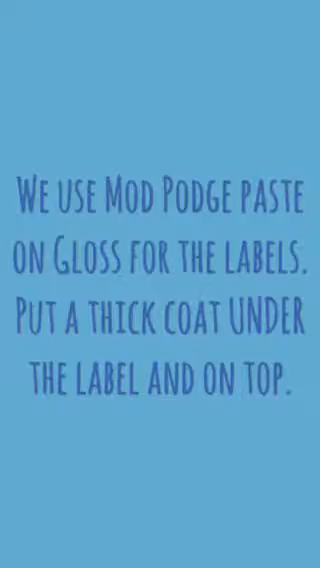 We use Mod Podge paste
on Gloss for the labels.
Put a thick coat UNDER
the label and on top.